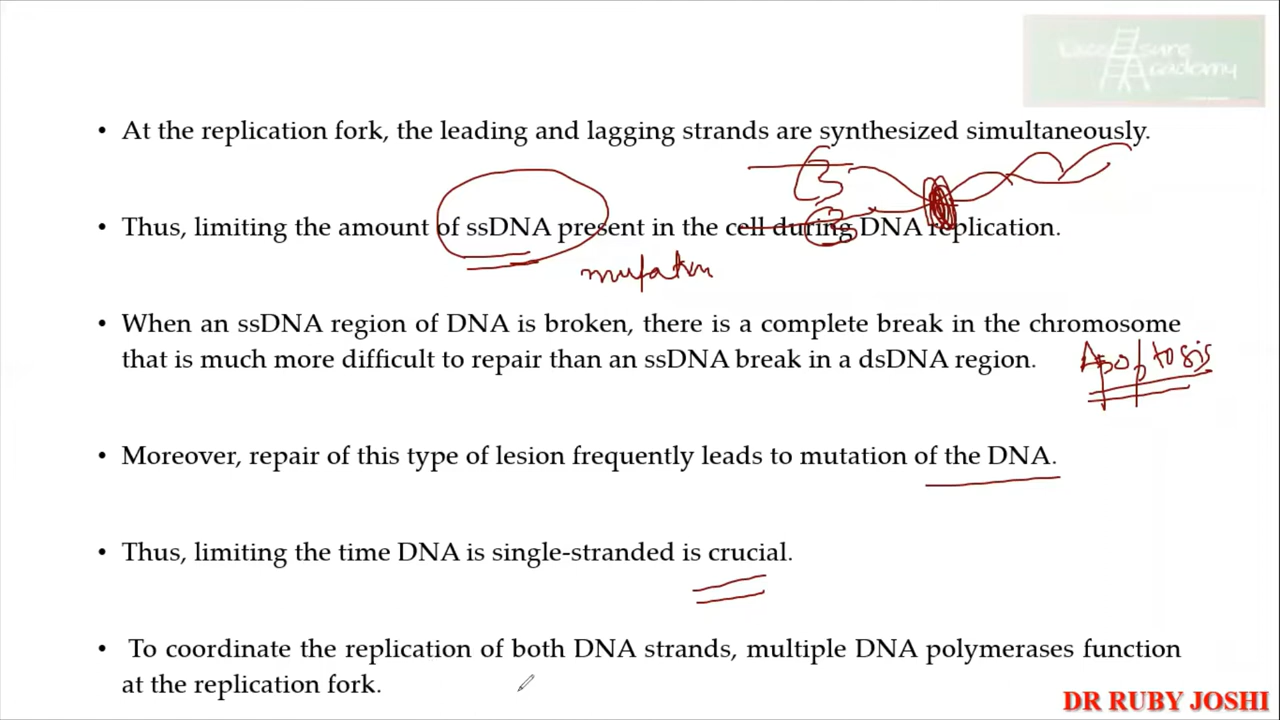 • At the replication fork, the leading and lagging strands are synthesized simultaneously.
• Thus, limiting the amount of ssDNA present in the cell during DNA replication.
mutation
• When an ssDNA region of DNA is broken, there is a complete break in the chromosome
that is much more difficult to repair than an ssDNA break in a dsDNA region.
Apoptosis
• Moreover, repair of this type of lesion frequently leads to mutation of the DNA.
• Thus, limiting the time DNA is single-stranded is crucial.
• To coordinate the replication of both DNA strands, multiple DNA polymerases function
at the replication fork.
DR RUBY JOSHI